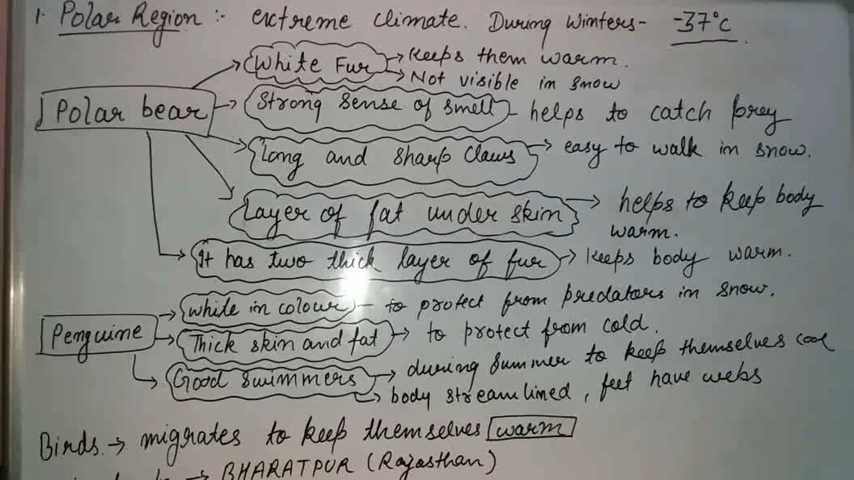 1. Polar Region :- extreme climate. During Winters- -37°C
White Fur → Keeps them warm.
→ Not visible in snow
Polar bear
Strong sense of smell - helps to catch prey
Long and sharp claws → easy to walk in snow.
Layer of fat under skin → helps to keep body
warm.
It has two thick layer of fur → keeps body warm.
white in colour - to protect from predators in snow.
Penguine
Thick skin and fat → to protect from cold.
Good swimmers → during summer to keep themselves cool
→ body streamlined, feet have webs
Birds → migrates to keep themselves warm
→ BHARATPUR (Rajasthan)